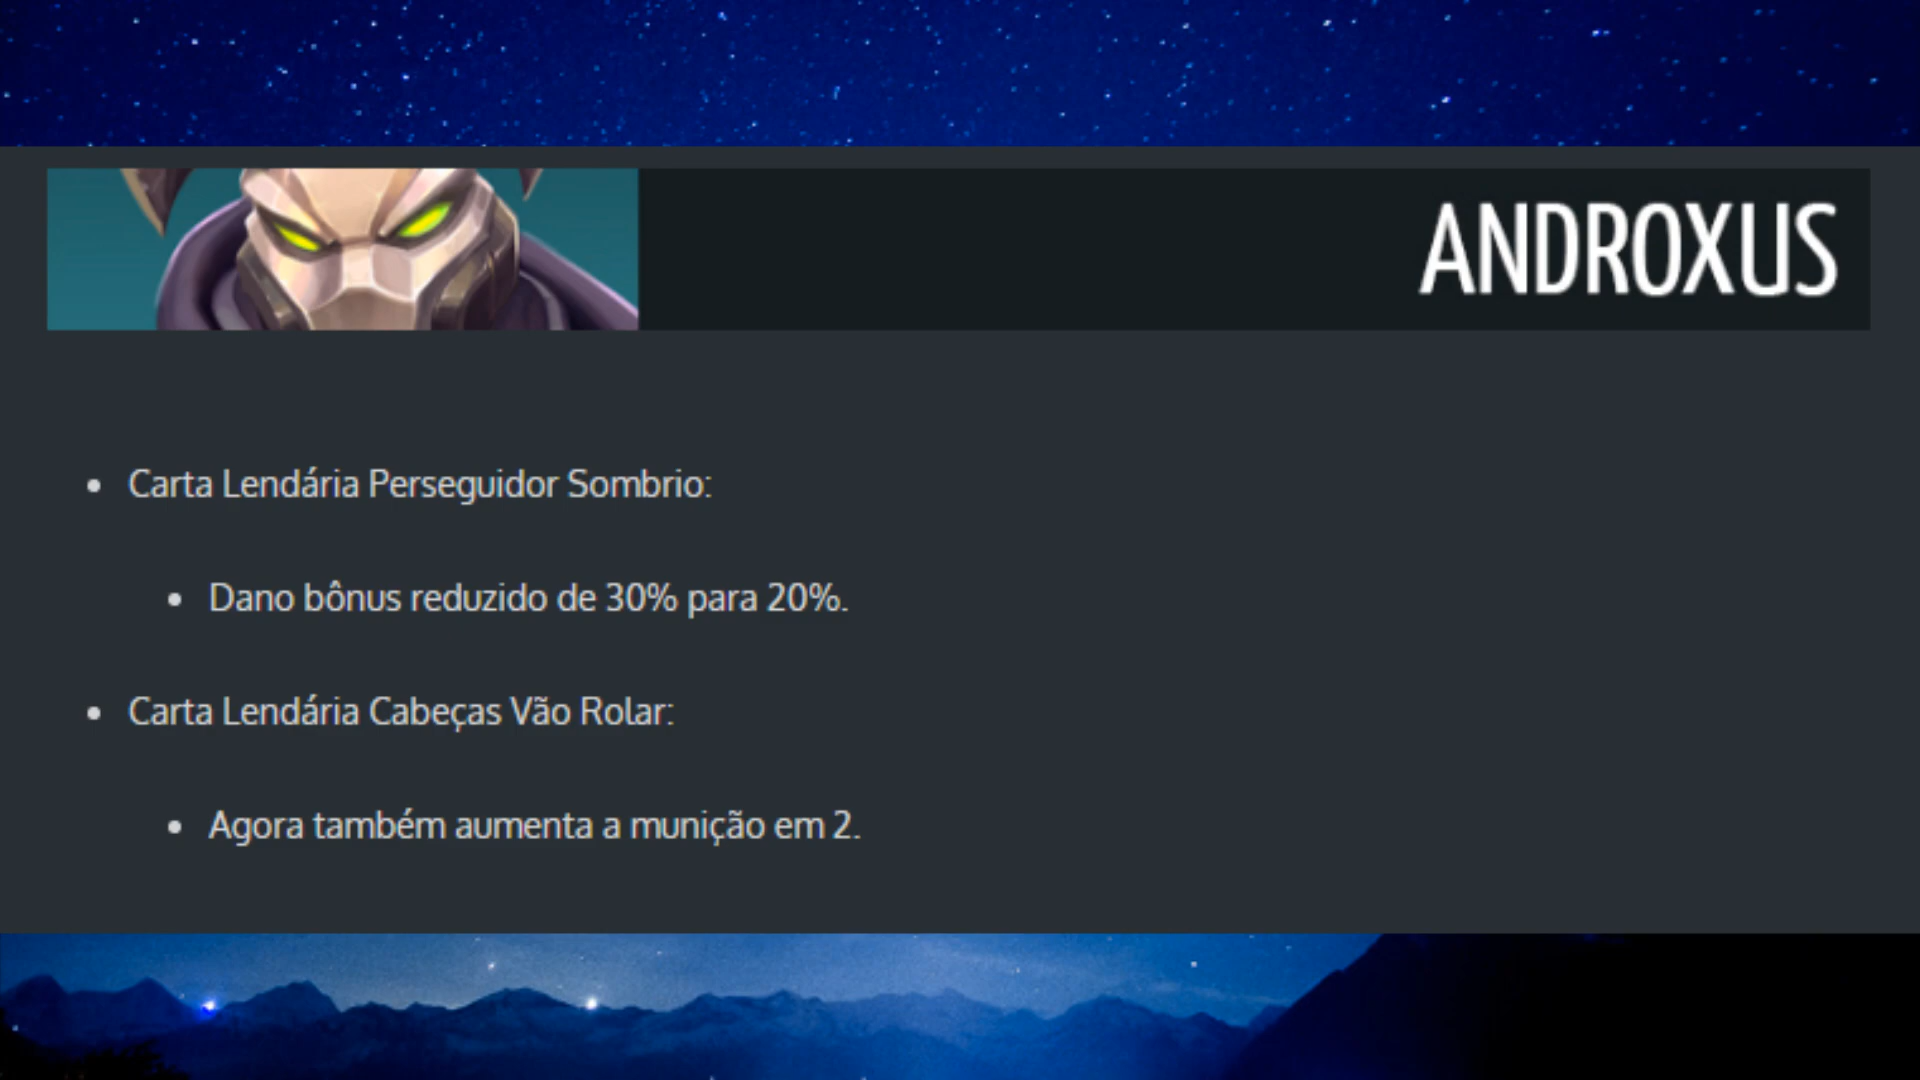 ANDROXUS
• Carta Lendária Perseguidor Sombrio:
• Dano bônus reduzido de 30% para 20%.
• Carta Lendária Cabeças Vão Rolar:
• Agora também aumenta a munição em 2.